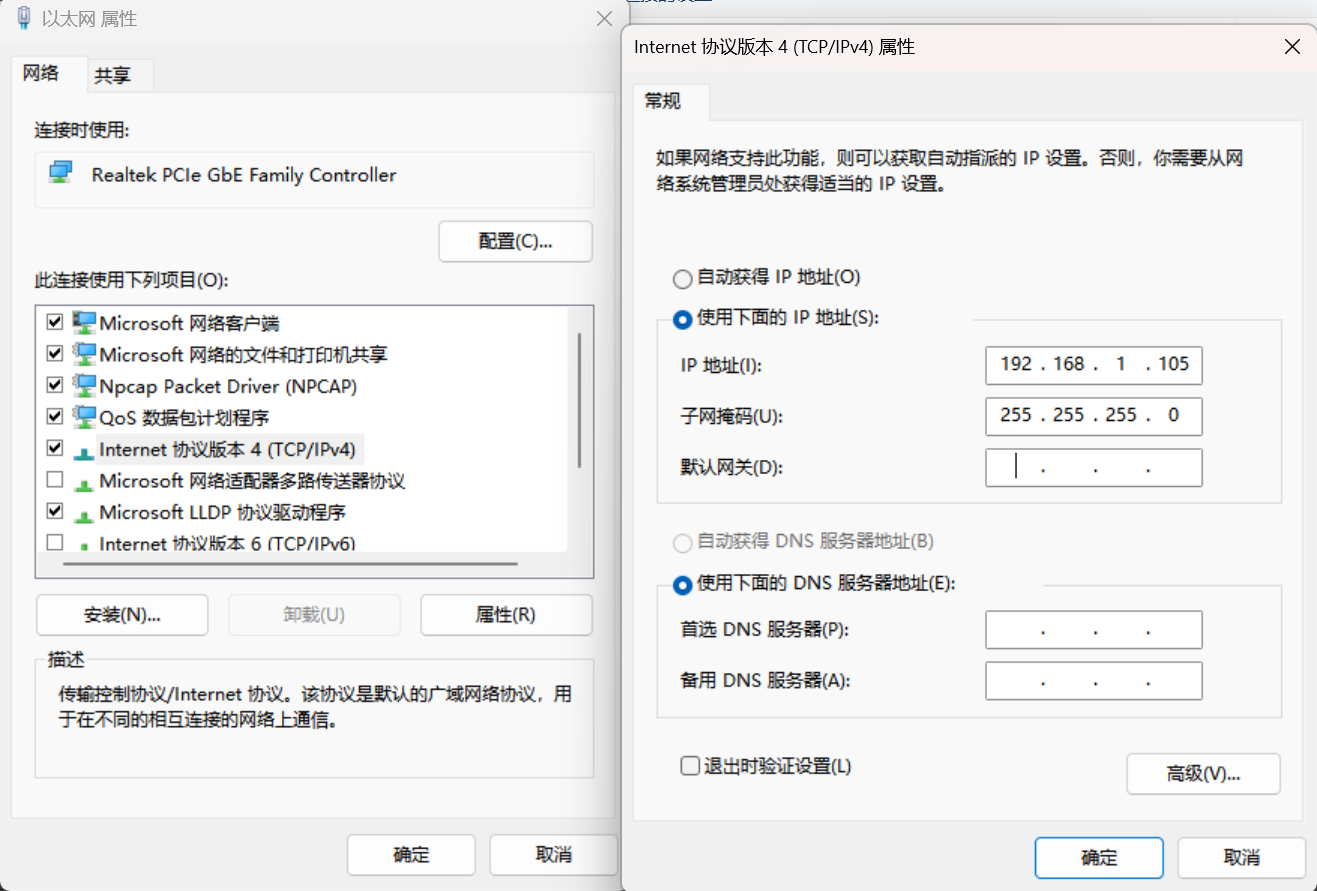 以太网 属性
网络
共享
连接时使用:
Realtek PCIe GbE Family Controller
配置(C)...
此连接使用下列项目(O):
Microsoft 网络客户端
Microsoft 网络的文件和打印机共享
Npcap Packet Driver (NPCAP)
QoS 数据包计划程序
Internet 协议版本 4 (TCP/IPv4)
Microsoft 网络适配器多路传送器协议
Microsoft LLDP 协议驱动程序
Internet 协议版本 6 (TCP/IPv6)
安装(N)...
卸载(U)
属性(R)
描述
传输控制协议/Internet 协议。该协议是默认的广域网络协议，用
于在不同的相互连接的网络上通信。
确定
取消
Internet 协议版本 4 (TCP/IPv4) 属性
常规
如果网络支持此功能，则可以获取自动指派的 IP 设置。否则，你需要从网
络系统管理员处获得适当的 IP 设置。
自动获得 IP 地址(O)
使用下面的 IP 地址(S):
IP 地址(I):
192 . 168 . 1 . 105
子网掩码(U):
255 . 255 . 255 . 0
默认网关(D):
. . .
自动获得 DNS 服务器地址(B)
使用下面的 DNS 服务器地址(E):
首选 DNS 服务器(P):
. . .
备用 DNS 服务器(A):
. . .
退出时验证设置(L)
高级(V)...
确定
取消